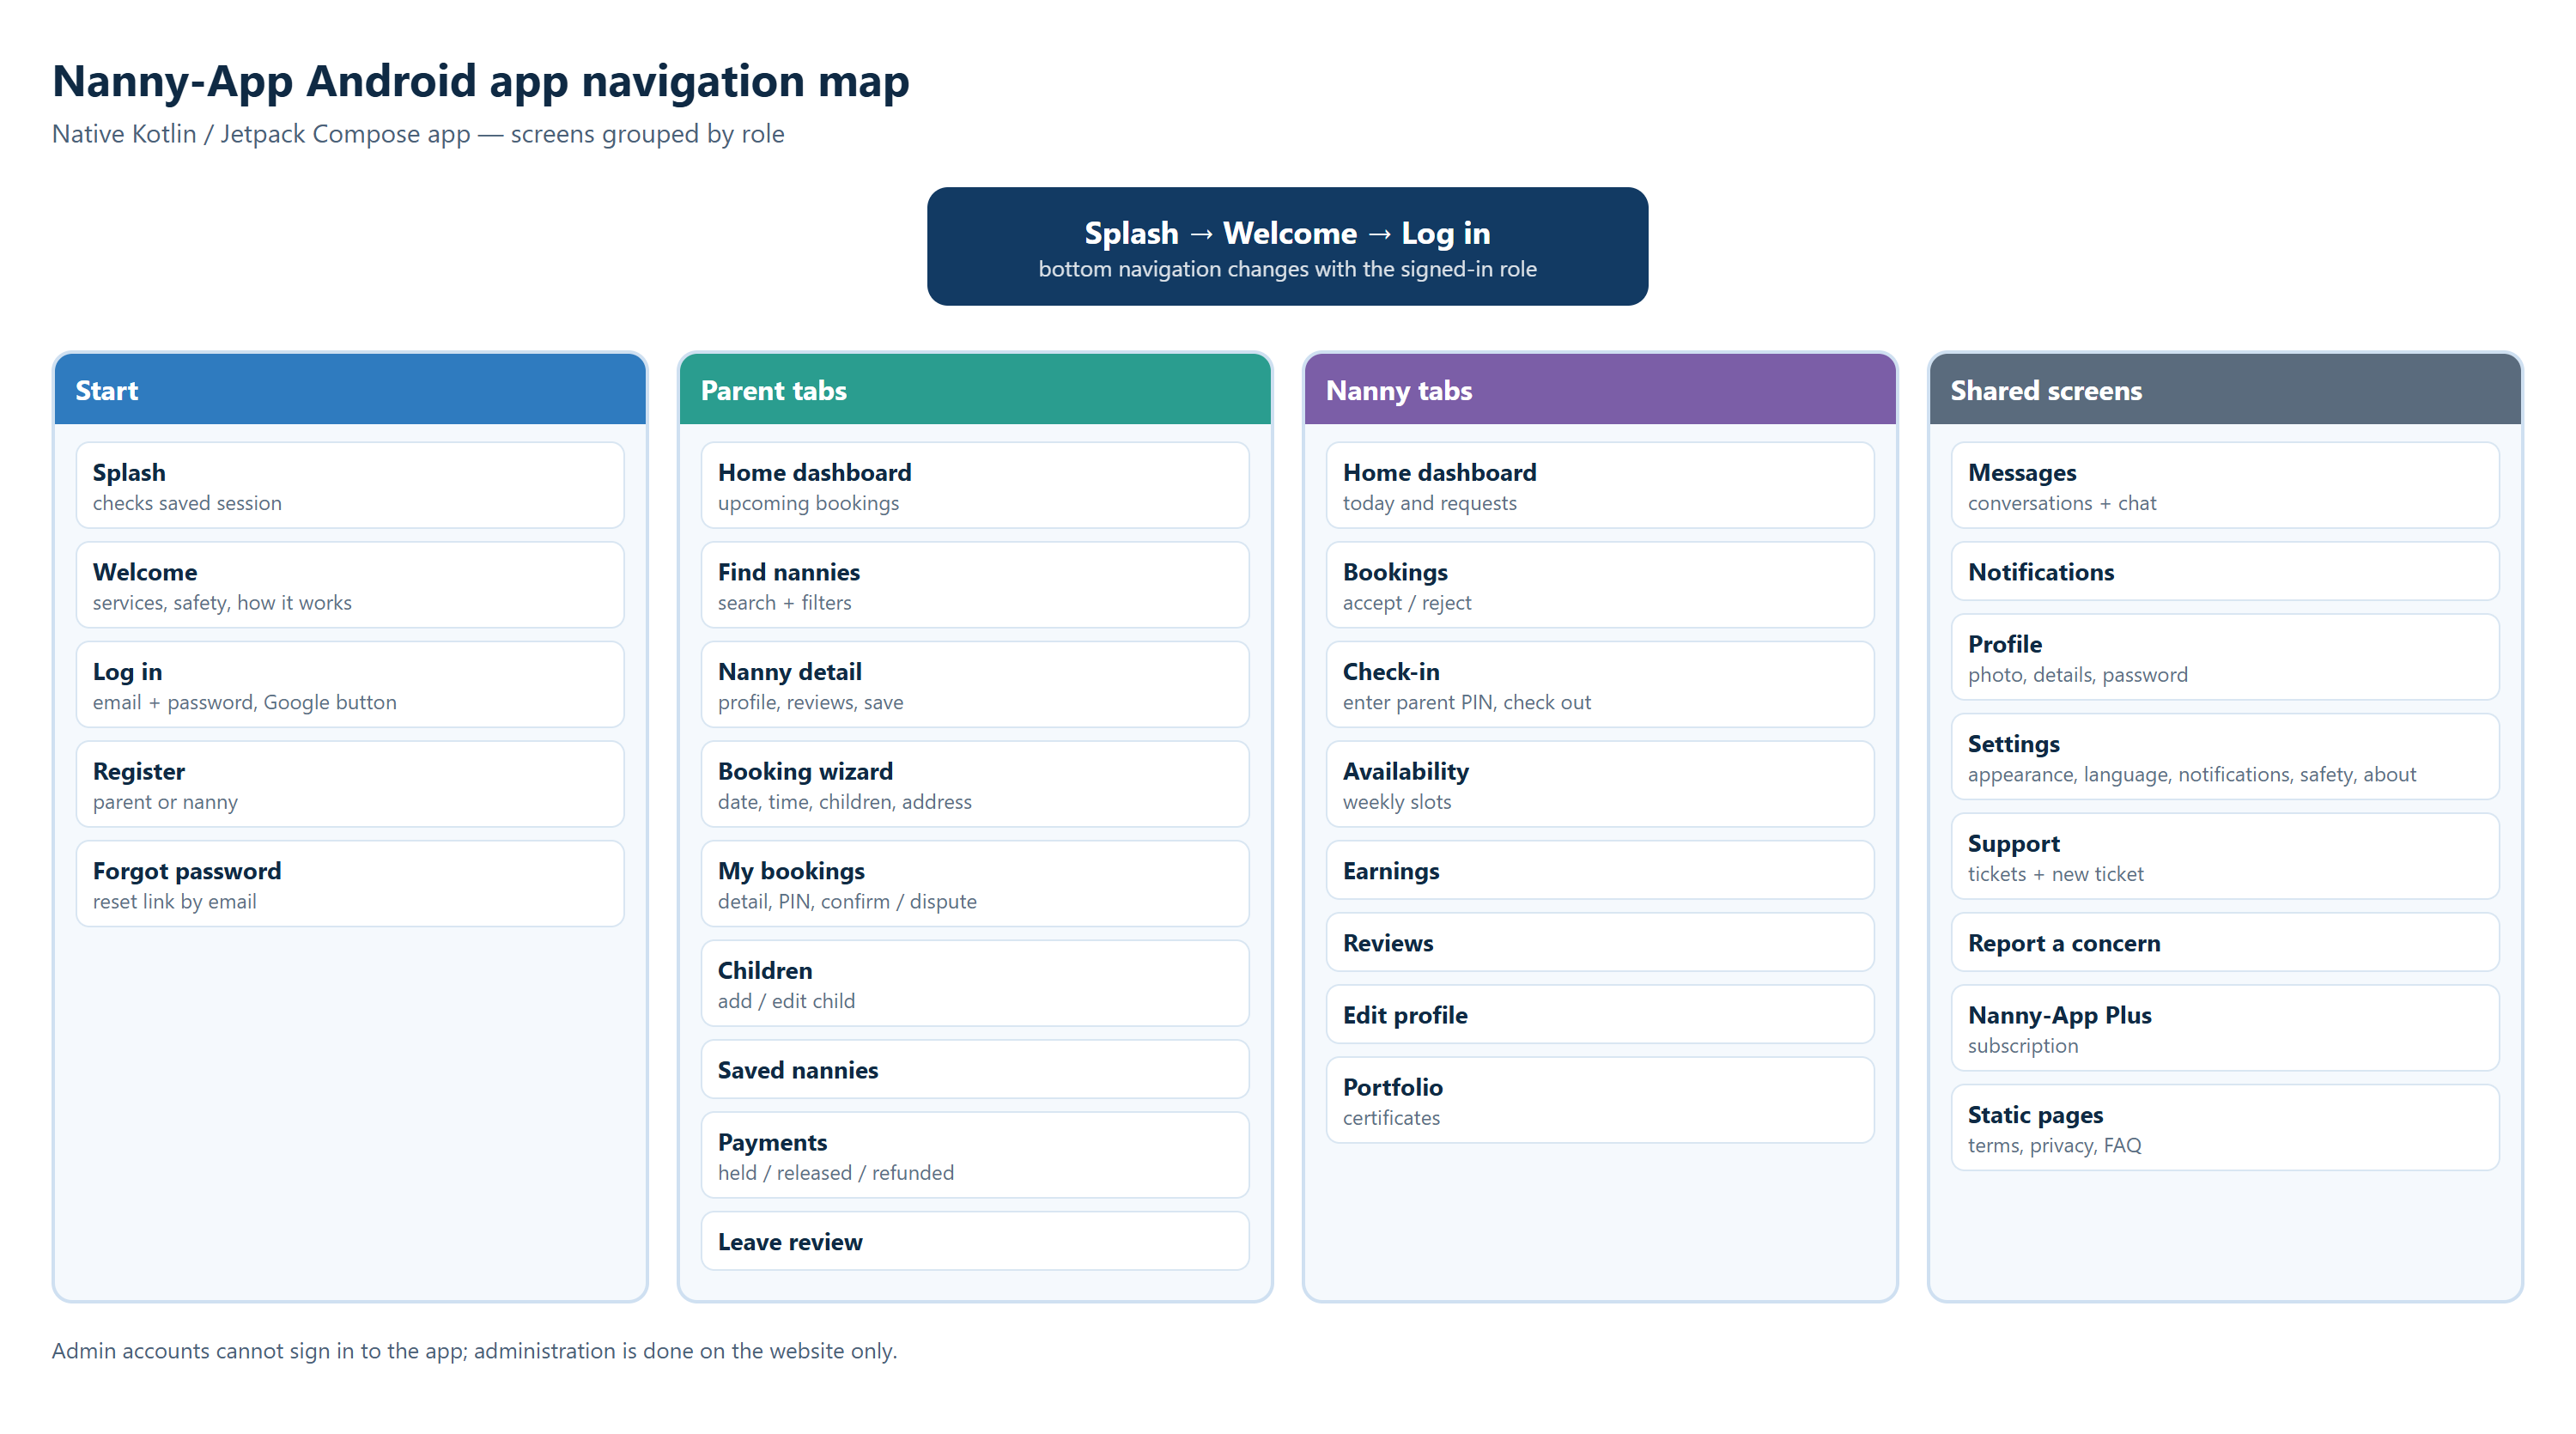 Nanny-App Android app navigation map
Native Kotlin / Jetpack Compose app — screens grouped by role
Splash → Welcome → Log in
bottom navigation changes with the signed-in role
Start
Splash
checks saved session
Welcome
services, safety, how it works
Log in
email + password, Google button
Register
parent or nanny
Forgot password
reset link by email
Parent tabs
Home dashboard
upcoming bookings
Find nannies
search + filters
Nanny detail
profile, reviews, save
Booking wizard
date, time, children, address
My bookings
detail, PIN, confirm / dispute
Children
add / edit child
Saved nannies
Payments
held / released / refunded
Leave review
Nanny tabs
Home dashboard
today and requests
Bookings
accept / reject
Check-in
enter parent PIN, check out
Availability
weekly slots
Earnings
Reviews
Edit profile
Portfolio
certificates
Shared screens
Messages
conversations + chat
Notifications
Profile
photo, details, password
Settings
appearance, language, notifications, safety, about
Support
tickets + new ticket
Report a concern
Nanny-App Plus
subscription
Static pages
terms, privacy, FAQ
Admin accounts cannot sign in to the app; administration is done on the website only.